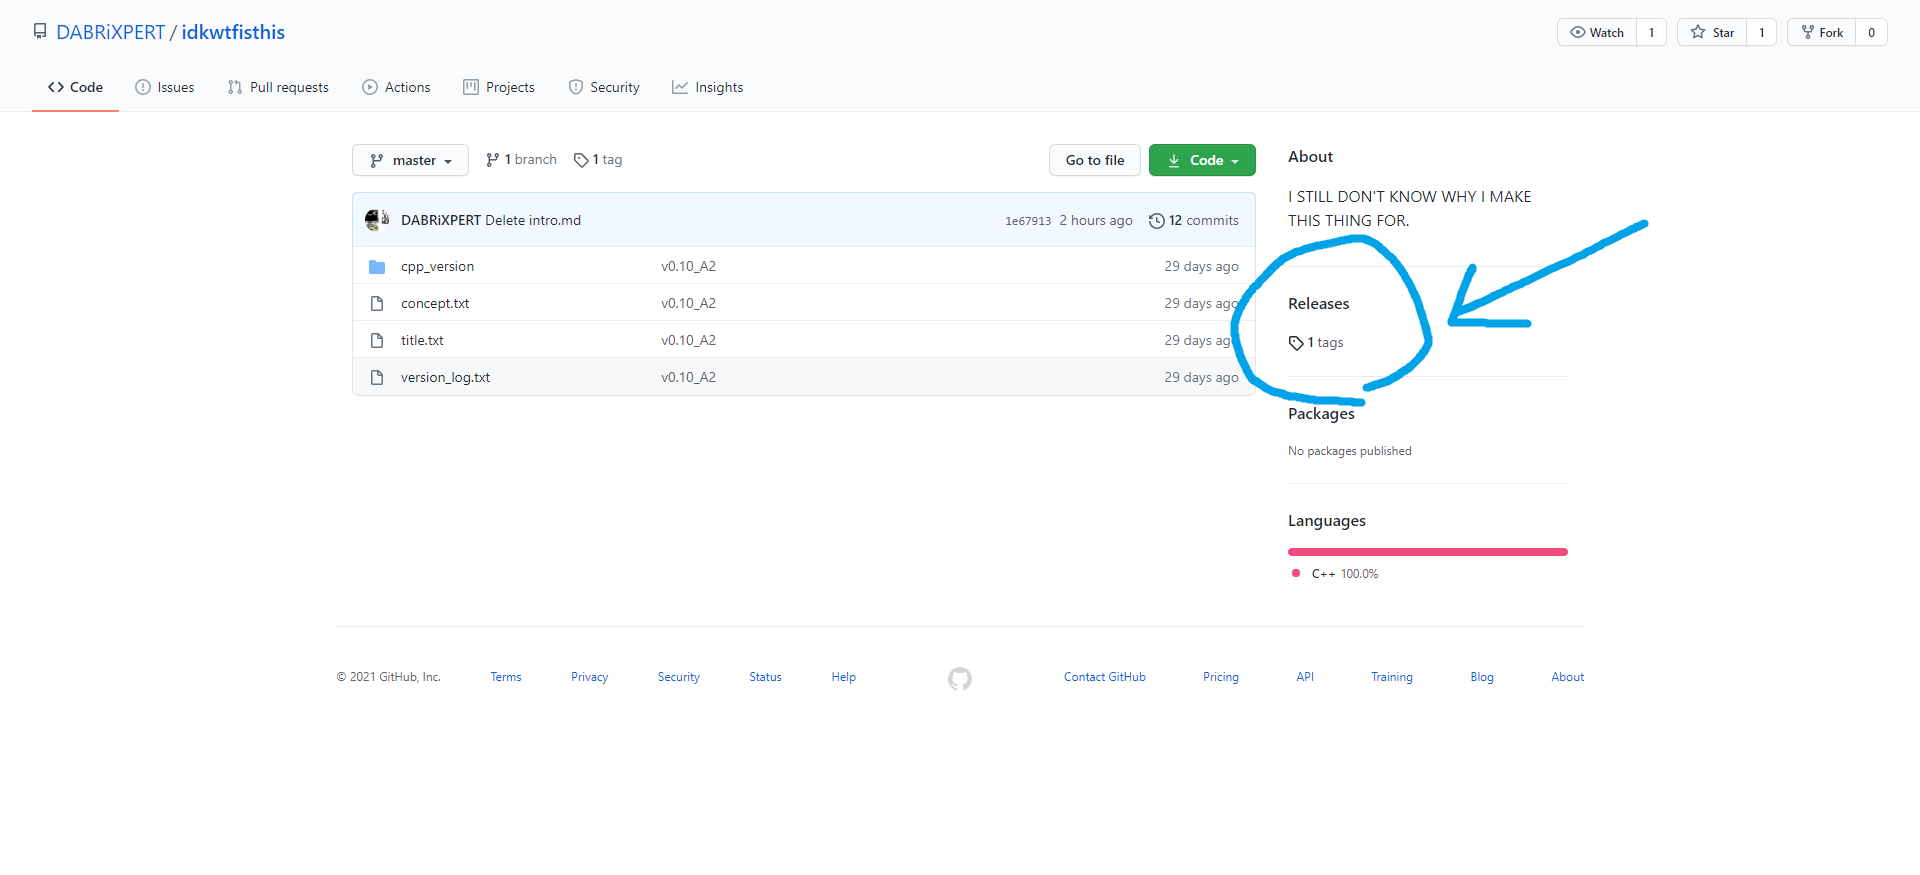 DABRiXPERT / idkwtfisthis
Watch 1 Star 1 Fork 0
Code Issues Pull requests Actions Projects Security Insights
master 1 branch 1 tag Go to file Code
DABRiXPERT Delete intro.md 1e67913 2 hours ago 12 commits
cpp_version v0.10_A2 29 days ago
concept.txt v0.10_A2 29 days ago
title.txt v0.10_A2 29 days ago
version_log.txt v0.10_A2 29 days ago
About
I STILL DON'T KNOW WHY I MAKE
THIS THING FOR.
Releases
1 tags
Packages
No packages published
Languages
C++ 100.0%
© 2021 GitHub, Inc. Terms Privacy Security Status Help Contact GitHub Pricing API Training Blog About